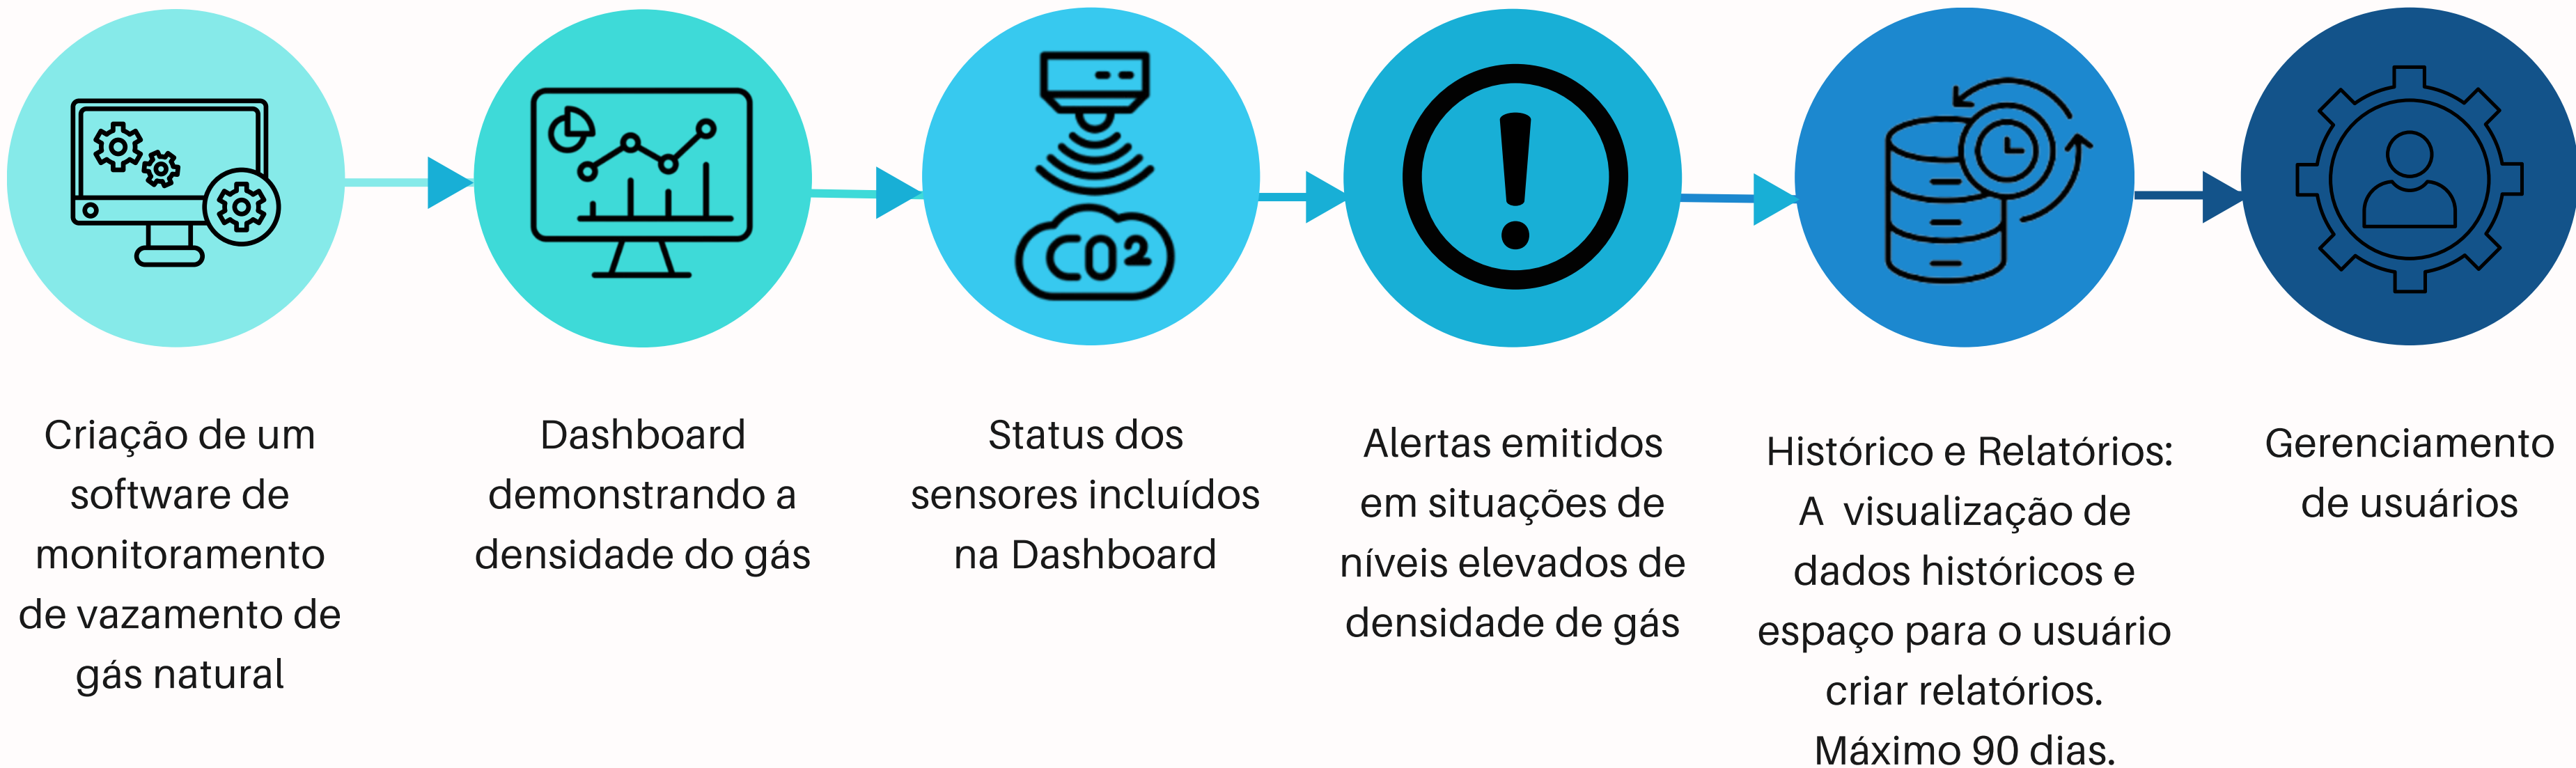 CO²
Criação de um
software de
monitoramento
de vazamento de
gás natural
Dashboard
demonstrando a
densidade do gás
Status dos
sensores incluídos
na Dashboard
Alertas emitidos
em situações de
níveis elevados de
densidade de gás
Histórico e Relatórios:
A  visualização de
dados históricos e
espaço para o usuário
criar relatórios.
Máximo 90 dias.
Gerenciamento
de usuários